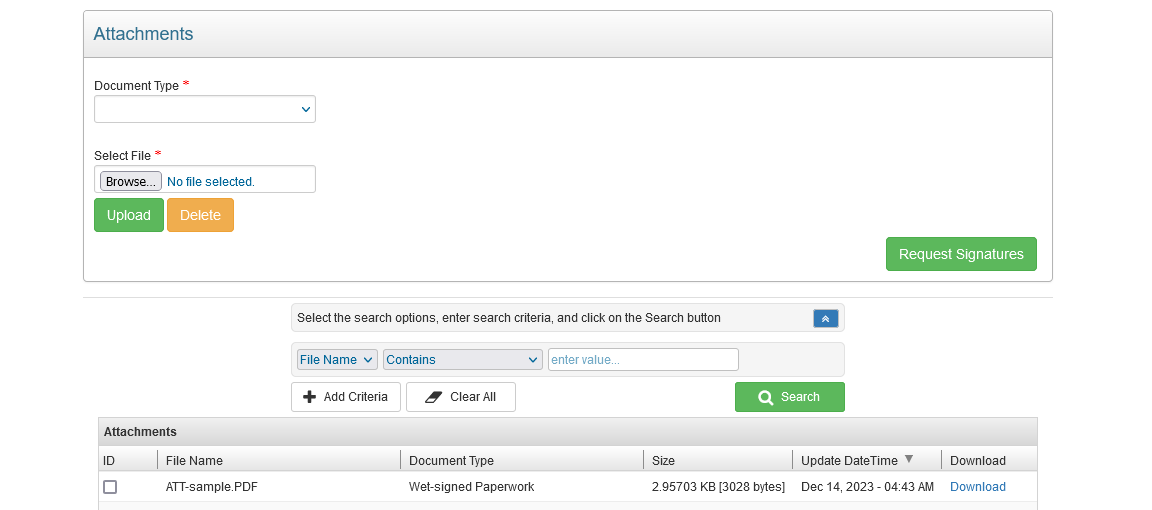 Attachments
Document Type *
Select File *
Browse... No file selected.
Upload Delete
Request Signatures
Select the search options, enter search criteria, and click on the Search button
File Name Contains enter value...
Add Criteria Clear All Search
Attachments
ID File Name Document Type Size Update DateTime Download
ATT-sample.PDF Wet-signed Paperwork 2.95703 KB [3028 bytes] Dec 14, 2023 - 04:43 AM Download